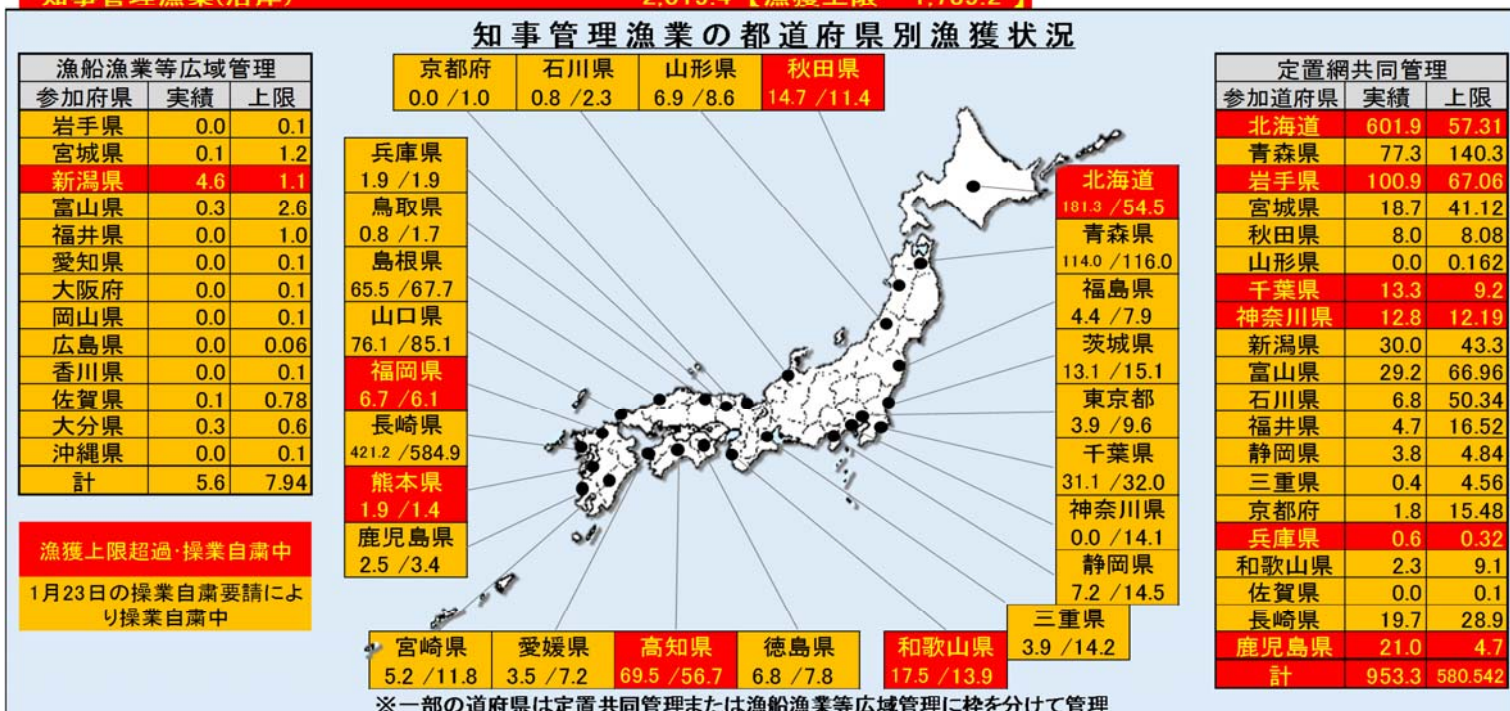 知事管理漁業の都道府県別漁獲状況
漁船漁業等広域管理
参加府県 実績 上限
岩手県 0.0 0.1
宮城県 0.1 1.2
新潟県 4.6 1.1
富山県 0.3 2.6
福井県 0.0 1.0
愛知県 0.0 0.1
大阪府 0.0 0.1
岡山県 0.0 0.1
広島県 0.0 0.06
香川県 0.0 0.1
佐賀県 0.1 0.78
大分県 0.3 0.6
沖縄県 0.0 0.1
計 5.6 7.94
漁獲上限超過・操業自粛中
1月23日の操業自粛要請によ
り操業自粛中
京都府
0.0 /1.0
石川県
0.8 /2.3
山形県
6.9 /8.6
秋田県
14.7 /11.4
兵庫県
1.9 /1.9
鳥取県
0.8 /1.7
島根県
65.5 /67.7
山口県
76.1 /85.1
福岡県
6.7 /6.1
長崎県
421.2 /584.9
熊本県
1.9 /1.4
鹿児島県
2.5 /3.4
宮崎県
5.2 /11.8
愛媛県
3.5 /7.2
高知県
69.5 /56.7
徳島県
6.8 /7.8
和歌山県
17.5 /13.9
三重県
3.9 /14.2
北海道
181.3 /54.5
青森県
114.0 /116.0
福島県
4.4 /7.9
茨城県
13.1 /15.1
東京都
3.9 /9.6
千葉県
31.1 /32.0
神奈川県
0.0 /14.1
静岡県
7.2 /14.5
定置網共同管理
参加道府県 実績 上限
北海道 601.9 57.31
青森県 77.3 140.3
岩手県 100.9 67.06
宮城県 18.7 41.12
秋田県 8.0 8.08
山形県 0.0 0.162
千葉県 13.3 9.2
神奈川県 12.8 12.19
新潟県 30.0 43.3
富山県 29.2 66.96
石川県 6.8 50.34
福井県 4.7 16.52
静岡県 3.8 4.84
三重県 0.4 4.56
京都府 1.8 15.48
兵庫県 0.6 0.32
和歌山県 2.3 9.1
佐賀県 0.0 0.1
長崎県 19.7 28.9
鹿児島県 21.0 4.7
計 953.3 580.542
※一部の道府県は定置共同管理または漁船漁業等広域管理に枠を分けて管理